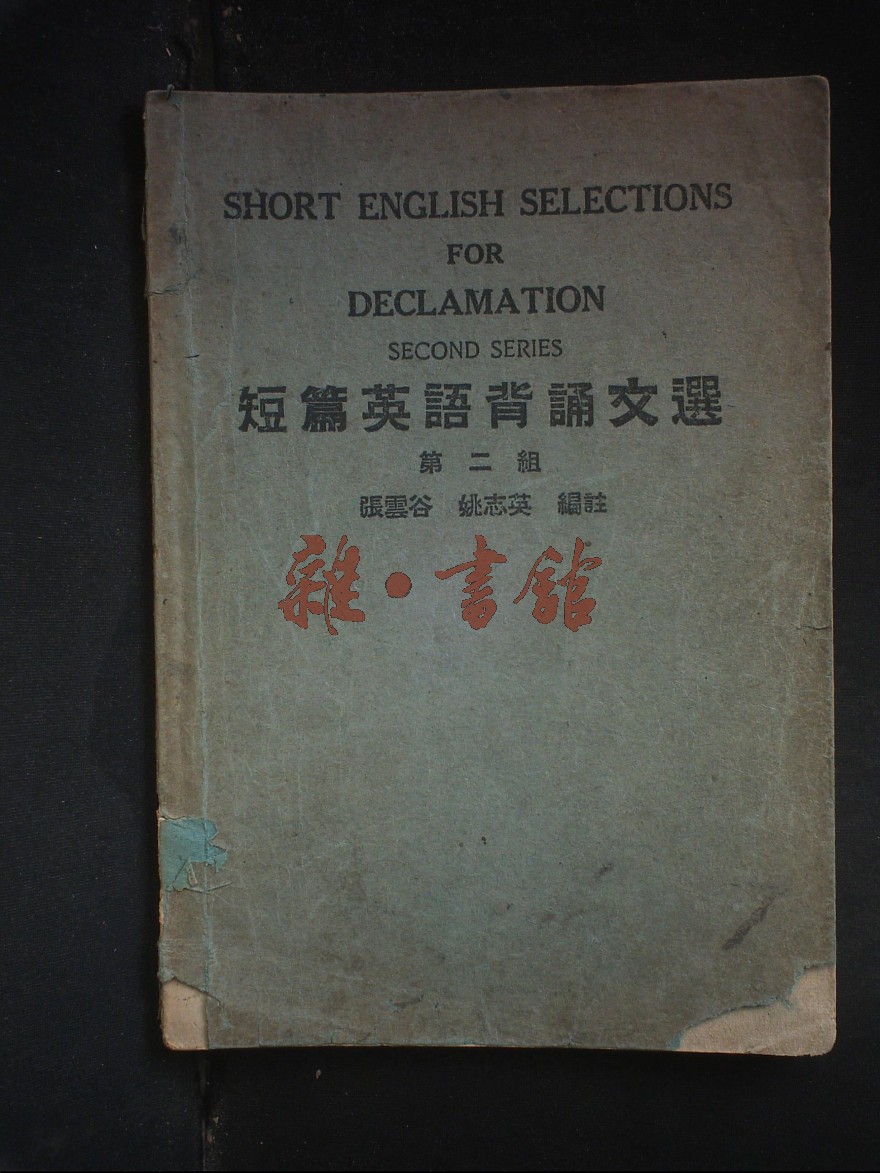 SHORT ENGLISH SELECTIONS
FOR
DECLAMATION
SECOND SERIES
短篇英語背誦文選
第二組
張雲谷 姚志英 編註
雜·書館